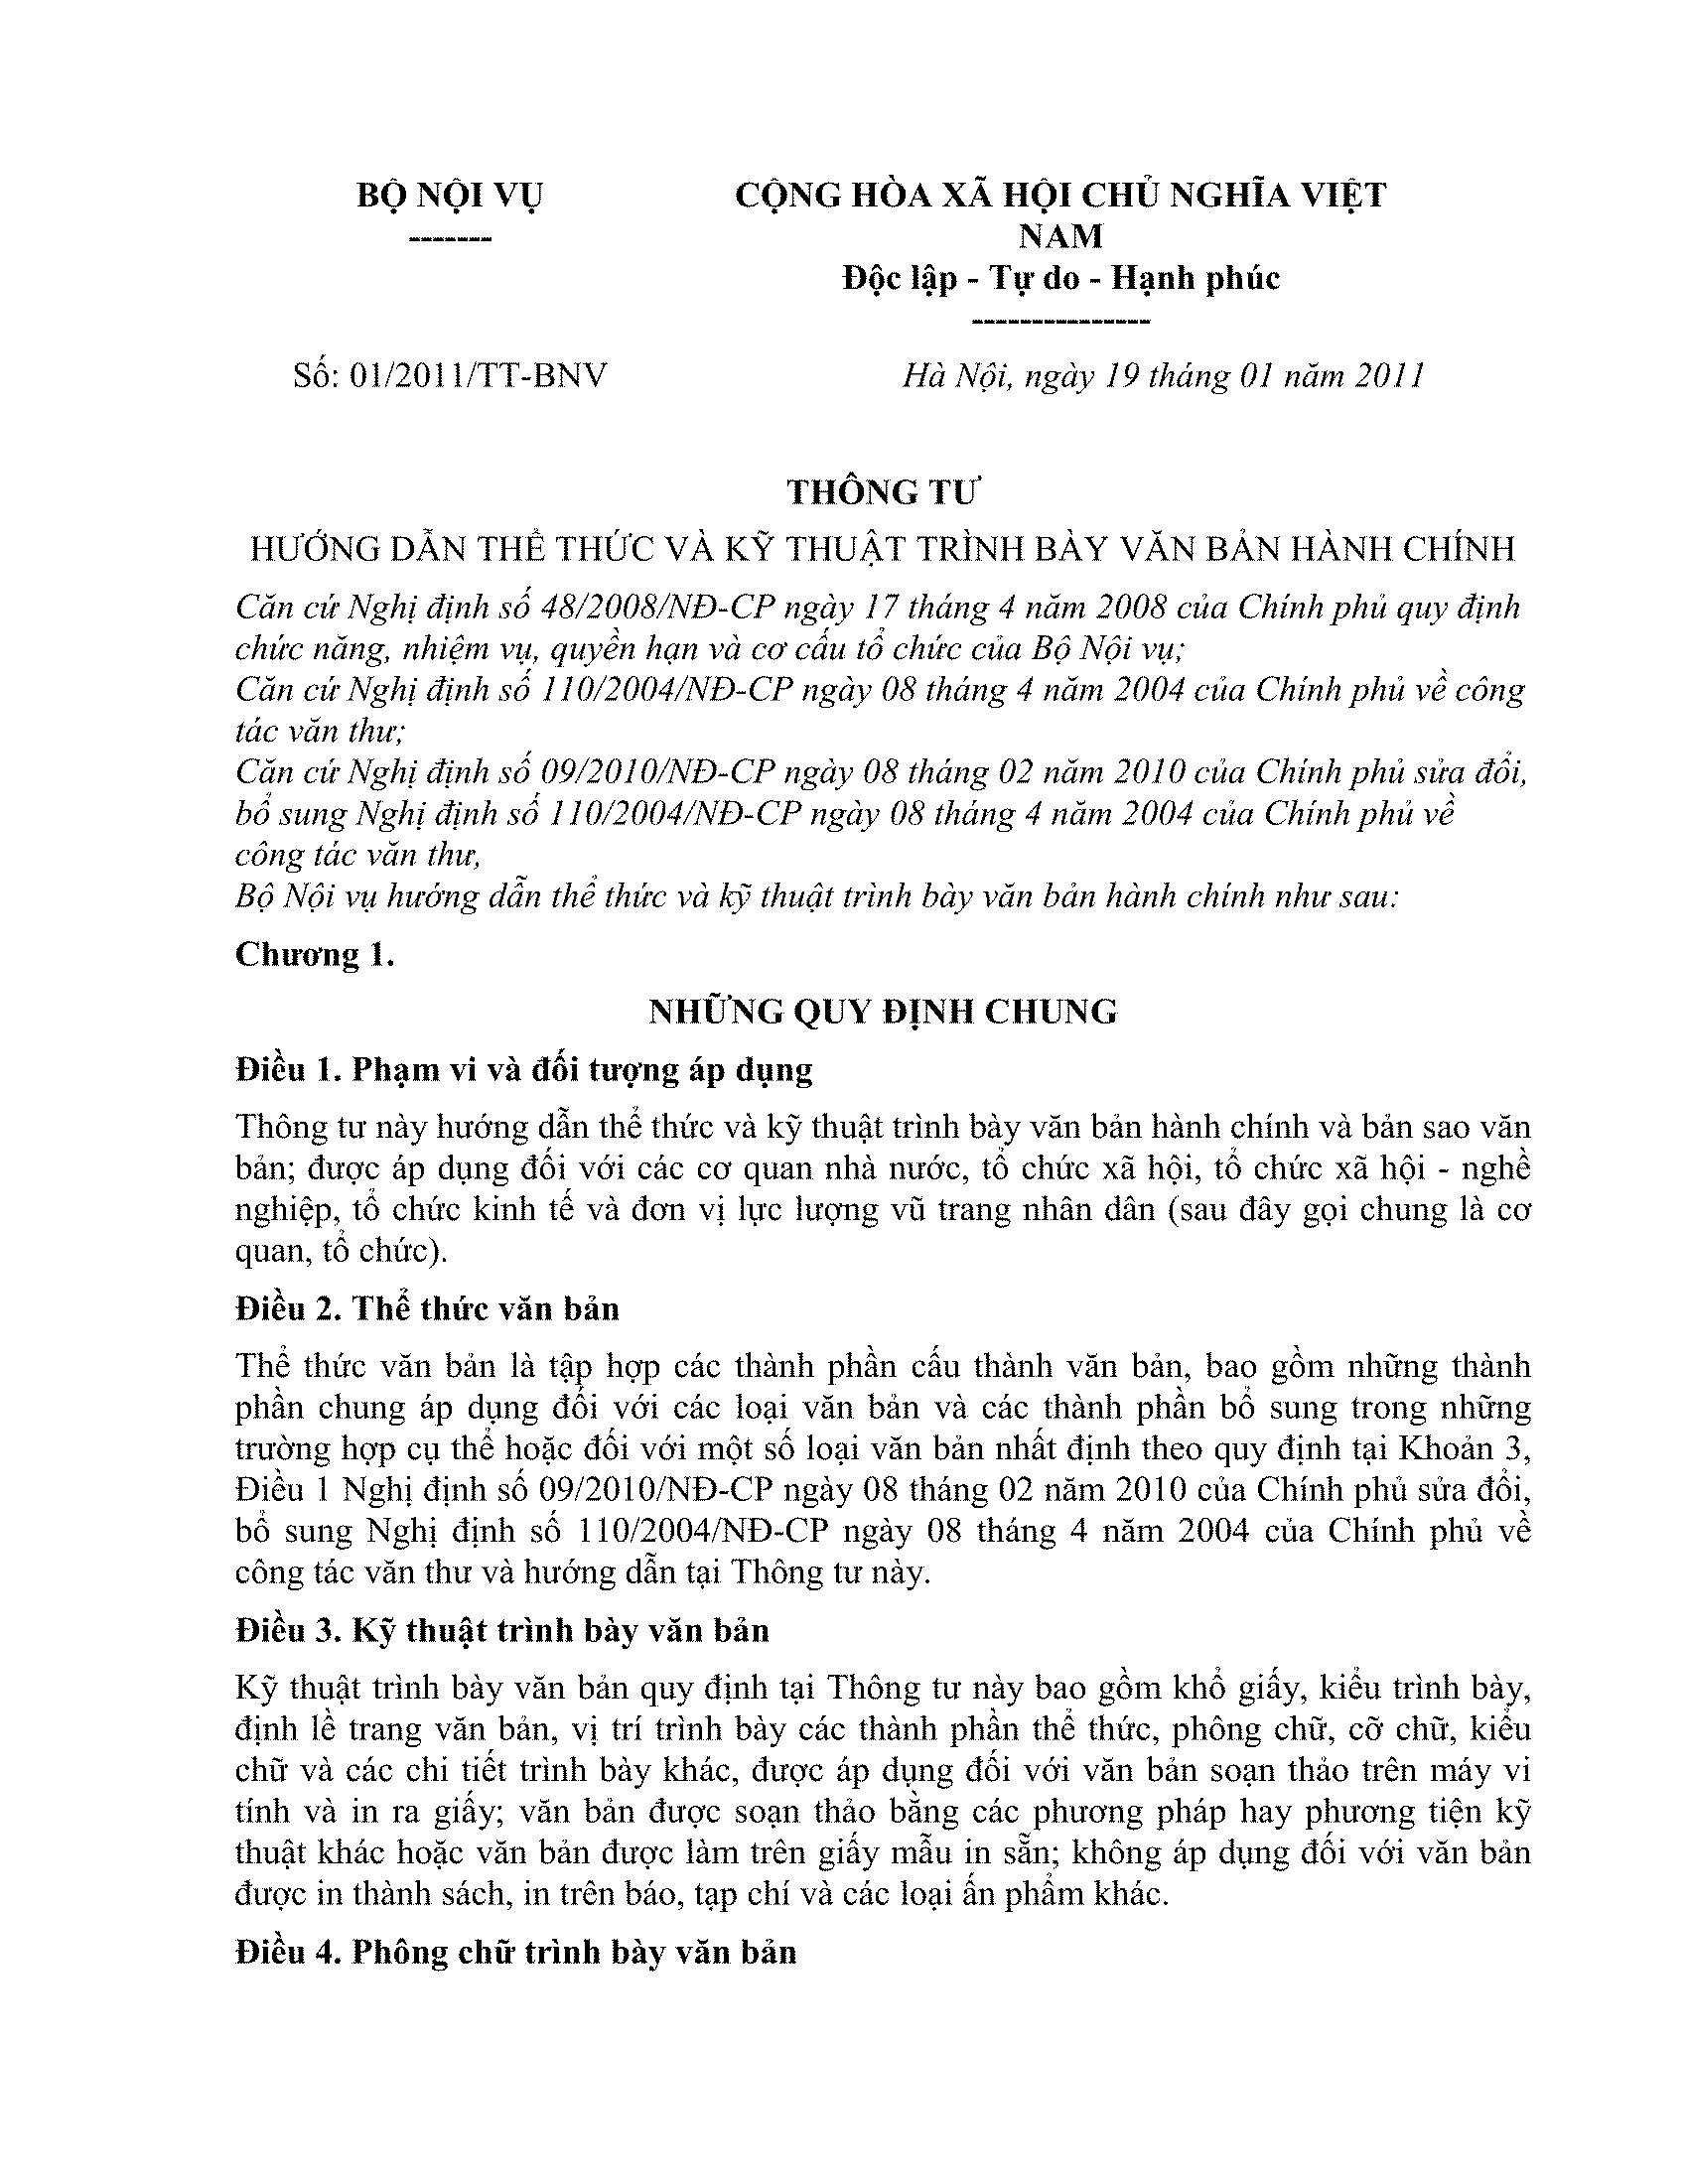 BỘ NỘI VỤ
-------
CỘNG HÒA XÃ HỘI CHỦ NGHĨA VIỆT
NAM
Độc lập - Tự do - Hạnh phúc
---------------
Số: 01/2011/TT-BNV
Hà Nội, ngày 19 tháng 01 năm 2011
THÔNG TƯ
HƯỚNG DẪN THỂ THỨC VÀ KỸ THUẬT TRÌNH BÀY VĂN BẢN HÀNH CHÍNH
Căn cứ Nghị định số 48/2008/NĐ-CP ngày 17 tháng 4 năm 2008 của Chính phủ quy định
chức năng, nhiệm vụ, quyền hạn và cơ cấu tổ chức của Bộ Nội vụ;
Căn cứ Nghị định số 110/2004/NĐ-CP ngày 08 tháng 4 năm 2004 của Chính phủ về công
tác văn thư;
Căn cứ Nghị định số 09/2010/NĐ-CP ngày 08 tháng 02 năm 2010 của Chính phủ sửa đổi,
bổ sung Nghị định số 110/2004/NĐ-CP ngày 08 tháng 4 năm 2004 của Chính phủ về
công tác văn thư,
Bộ Nội vụ hướng dẫn thể thức và kỹ thuật trình bày văn bản hành chính như sau:
Chương 1.
NHỮNG QUY ĐỊNH CHUNG
Điều 1. Phạm vi và đối tượng áp dụng
Thông tư này hướng dẫn thể thức và kỹ thuật trình bày văn bản hành chính và bản sao văn
bản; được áp dụng đối với các cơ quan nhà nước, tổ chức xã hội, tổ chức xã hội - nghề
nghiệp, tổ chức kinh tế và đơn vị lực lượng vũ trang nhân dân (sau đây gọi chung là cơ
quan, tổ chức).
Điều 2. Thể thức văn bản
Thể thức văn bản là tập hợp các thành phần cấu thành văn bản, bao gồm những thành
phần chung áp dụng đối với các loại văn bản và các thành phần bổ sung trong những
trường hợp cụ thể hoặc đối với một số loại văn bản nhất định theo quy định tại Khoản 3,
Điều 1 Nghị định số 09/2010/NĐ-CP ngày 08 tháng 02 năm 2010 của Chính phủ sửa đổi,
bổ sung Nghị định số 110/2004/NĐ-CP ngày 08 tháng 4 năm 2004 của Chính phủ về
công tác văn thư và hướng dẫn tại Thông tư này.
Điều 3. Kỹ thuật trình bày văn bản
Kỹ thuật trình bày văn bản quy định tại Thông tư này bao gồm khổ giấy, kiểu trình bày,
định lề trang văn bản, vị trí trình bày các thành phần thể thức, phông chữ, cỡ chữ, kiểu
chữ và các chi tiết trình bày khác, được áp dụng đối với văn bản soạn thảo trên máy vi
tính và in ra giấy; văn bản được soạn thảo bằng các phương pháp hay phương tiện kỹ
thuật khác hoặc văn bản được làm trên giấy mẫu in sẵn; không áp dụng đối với văn bản
được in thành sách, in trên báo, tạp chí và các loại ấn phẩm khác.
Điều 4. Phông chữ trình bày văn bản